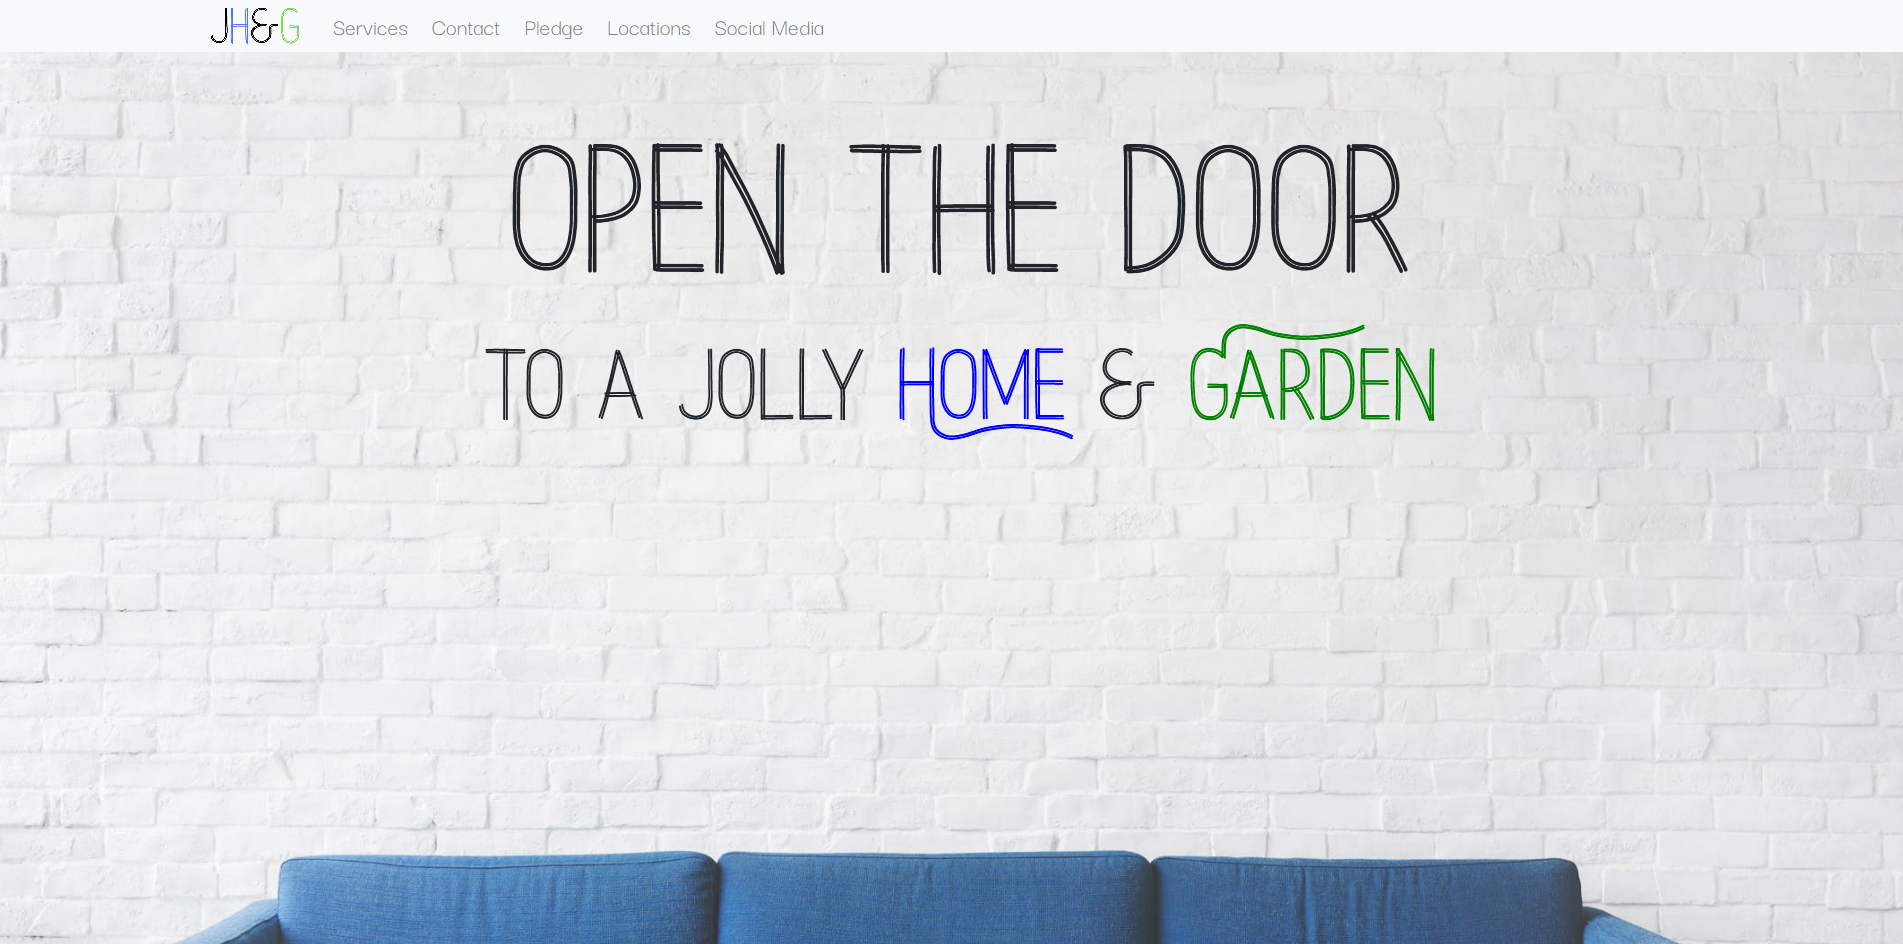 JH&G Services Contact Pledge Locations Social Media
OPEN THE DOOR
TO A JOLLY HOME & GARDEN